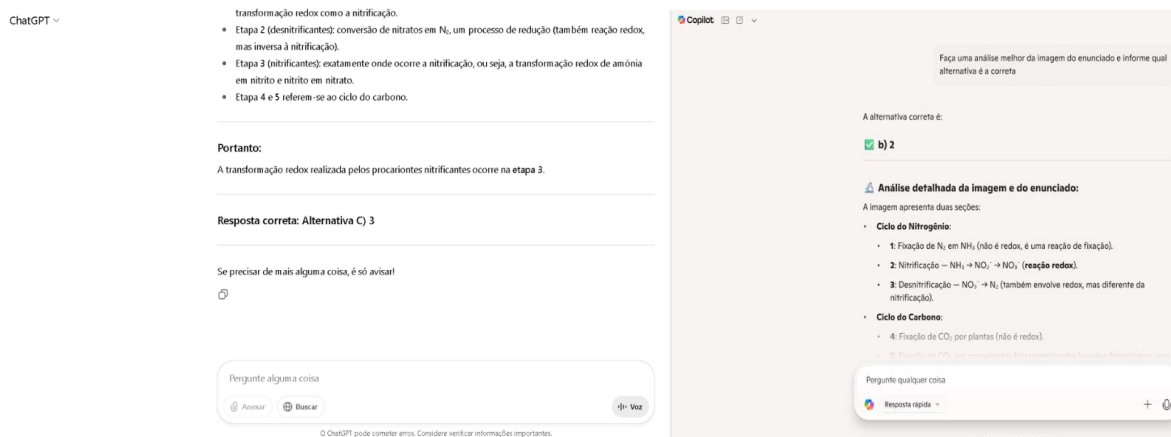 ChatGPT
transformação redox como a nitrificação.
• Etapa 2 (desnitrificantes): conversão de nitratos em N₂, um processo de redução (também reação redox,
mas inversa à nitrificação).
• Etapa 3 (nitrificantes): exatamente onde ocorre a nitrificação, ou seja, a transformação redox de amônia
em nitrito e nitrito em nitrato.
• Etapa 4 e 5 referem-se ao ciclo do carbono.
Portanto:
A transformação redox realizada pelos procariontes nitrificantes ocorre na etapa 3.
Resposta correta: Alternativa C) 3
Se precisar de mais alguma coisa, é só avisar!
Pergunte alguma coisa
Anexar Buscar Voz
O ChatGPT pode cometer erros. Considere verificar informações importantes.
Copilot
Faça uma análise melhor da imagem do enunciado e informe qual
alternativa é a correta
A alternativa correta é:
✅ b) 2
🔬 Análise detalhada da imagem e do enunciado:
A imagem apresenta duas seções:
• Ciclo do Nitrogênio:
• 1: Fixação de N₂ em NH₃ (não é redox, é uma reação de fixação).
• 2: Nitrificação — NH₃ → NO₂⁻ → NO₃⁻ (reação redox).
• 3: Desnitrificação — NO₃⁻ → N₂ (também envolve redox, mas diferente da
nitrificação).
• Ciclo do Carbono:
• 4: Fixação de CO₂ por plantas (não é redox).
Pergunte qualquer coisa
Resposta rápida